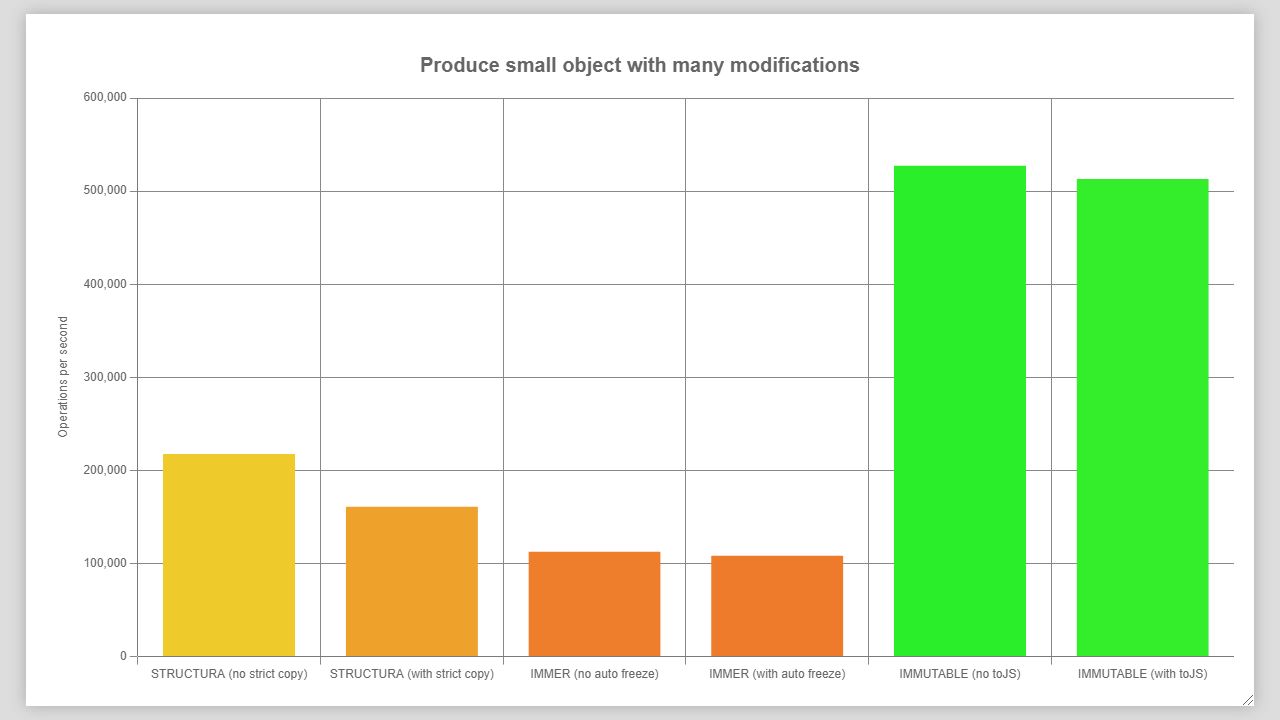 Produce small object with many modifications
600,000
500,000
400,000
300,000
200,000
100,000
0
Operations per second
STRUCTURA (no strict copy)
STRUCTURA (with strict copy)
IMMER (no auto freeze)
IMMER (with auto freeze)
IMMUTABLE (no toJS)
IMMUTABLE (with toJS)